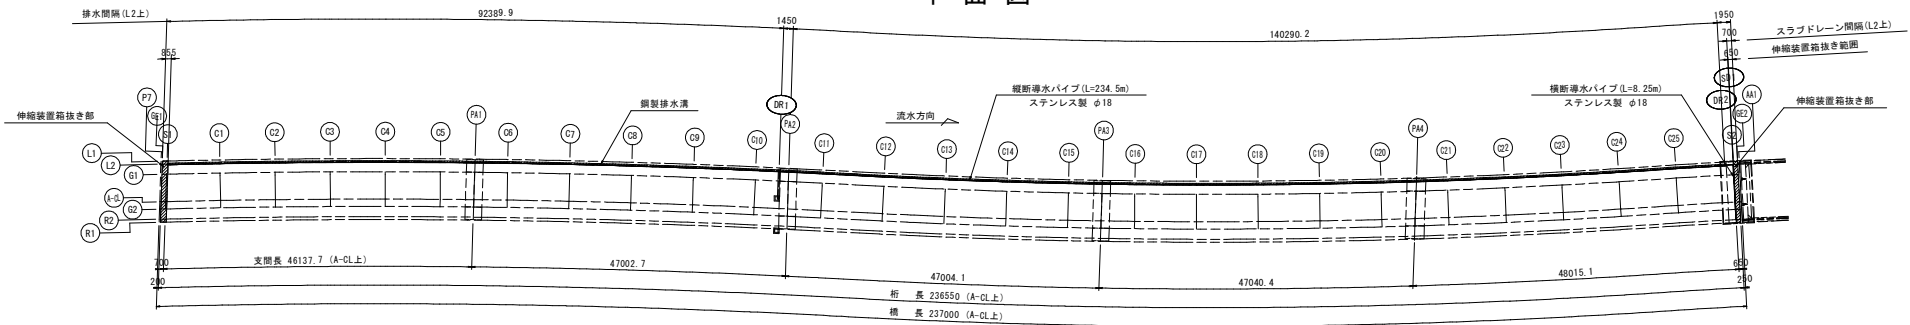 平面図
排水間隔(L2上)
92389.9
1450
140290.2
1950
700
650
スラブドレーン間隔(L2上)
伸縮装置箱抜き範囲
855
P7
GE1
S1
伸縮装置箱抜き部
C1
C2
C3
C4
C5
PA1
C6
C7
鋼製排水溝
C8
C9
C10
DR1
PA2
C11
C12
流水方向
C13
縦断導水パイプ(L=234.5m)
ステンレス製 φ18
C14
C15
PA3
C16
C17
C18
C19
C20
PA4
C21
C22
C23
C24
C25
横断導水パイプ(L=8.25m)
ステンレス製 φ18
SD1
DR2
S2
GE2
AA1
伸縮装置箱抜き部
L1
L2
G1
A-CL
G2
R2
R1
700
支間長 46137.7 (A-CL上)
47002.7
47004.1
47040.4
48015.1
650
200
桁 長 236550 (A-CL上)
250
橋 長 237000 (A-CL上)